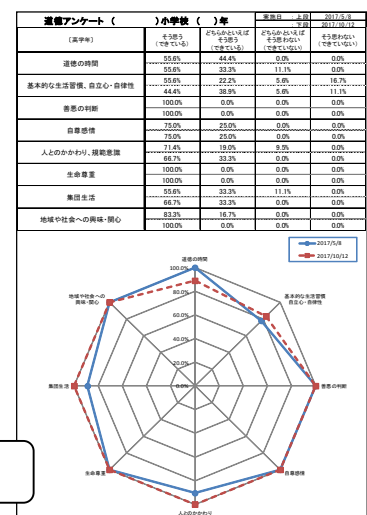 道徳アンケート （　　　）小学校 （　）年
実施日 : 上段 2017/5/8
: 下段 2017/10/12
〔高学年〕
そう思う
（できている）
どちらかといえば
そう思う
（できている）
どちらかといえば
そう思わない
（できていない）
そう思わない
（できていない）
道徳の時間
55.6% 44.4% 0.0% 0.0%
55.6% 33.3% 11.1% 0.0%
基本的な生活習慣、自立心・自律性
55.6% 22.2% 5.6% 16.7%
44.4% 38.9% 5.6% 11.1%
善悪の判断
100.0% 0.0% 0.0% 0.0%
100.0% 0.0% 0.0% 0.0%
自尊感情
75.0% 25.0% 0.0% 0.0%
75.0% 25.0% 0.0% 0.0%
人とのかかわり、規範意識
71.4% 19.0% 9.5% 0.0%
66.7% 33.3% 0.0% 0.0%
生命尊重
100.0% 0.0% 0.0% 0.0%
100.0% 0.0% 0.0% 0.0%
集団生活
55.6% 33.3% 11.1% 0.0%
66.7% 33.3% 0.0% 0.0%
地域や社会への興味・関心
83.3% 16.7% 0.0% 0.0%
100.0% 0.0% 0.0% 0.0%
2017/5/8
2017/10/12
道徳の時間
基本的な生活習慣
自立心・自律性
善悪の判断
自尊感情
人とのかかわり
生命尊重
集団生活
地域や社会への
興味・関心
100.0%
80.0%
60.0%
40.0%
20.0%
0.0%